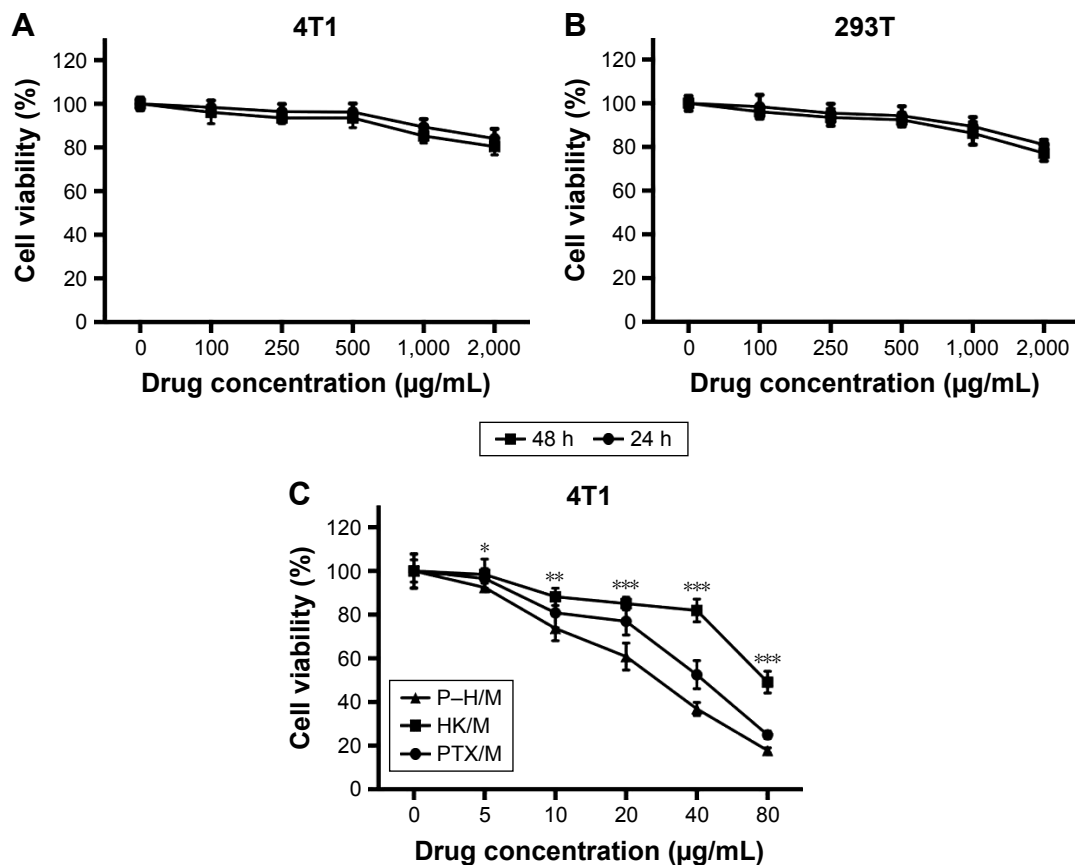 A
4T1
120
100
80
60
40
20
0
Cell viability (%)
0 100 250 500 1,000 2,000
Drug concentration (µg/mL)
B
293T
120
100
80
60
40
20
0
Cell viability (%)
0 100 250 500 1,000 2,000
Drug concentration (µg/mL)
48 h 24 h
C
4T1
120
100
80
60
40
20
0
Cell viability (%)
*
**
***
***
***
P–H/M
HK/M
PTX/M
0 5 10 20 40 80
Drug concentration (µg/mL)